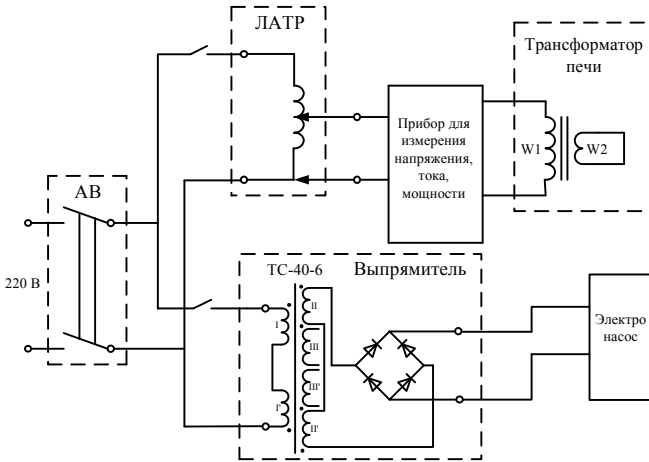 ЛАТР
Трансформатор
печи
Прибор для
измерения
напряжения,
тока,
мощности
W1
W2
АВ
220 В
ТС-40-6
Выпрямитель
I
II
III
III'
I'
II'
Электро
насос